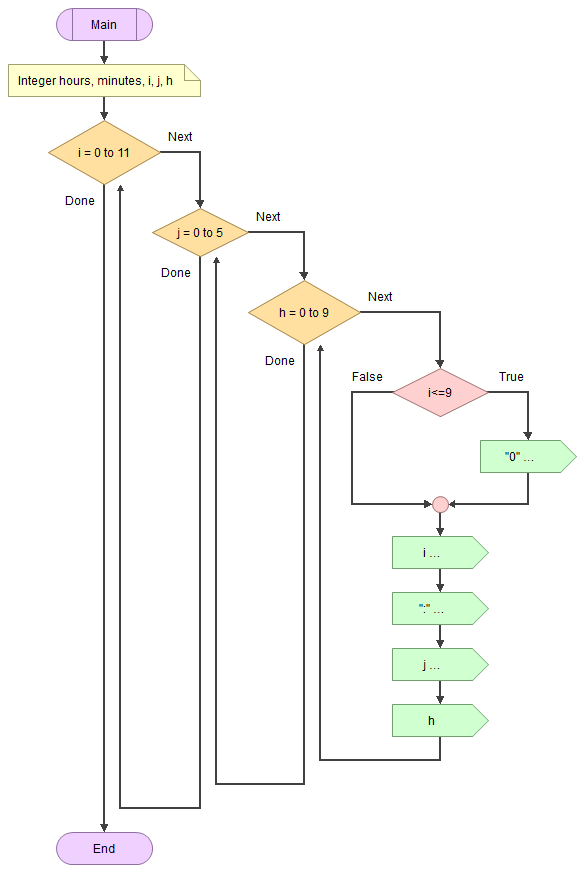 Main
Integer hours, minutes, i, j, h
i = 0 to 11
Next
Done
j = 0 to 5
Next
Done
h = 0 to 9
Next
Done
i<=9
False
True
"0" ...
i ...
":" ...
j ...
h
End